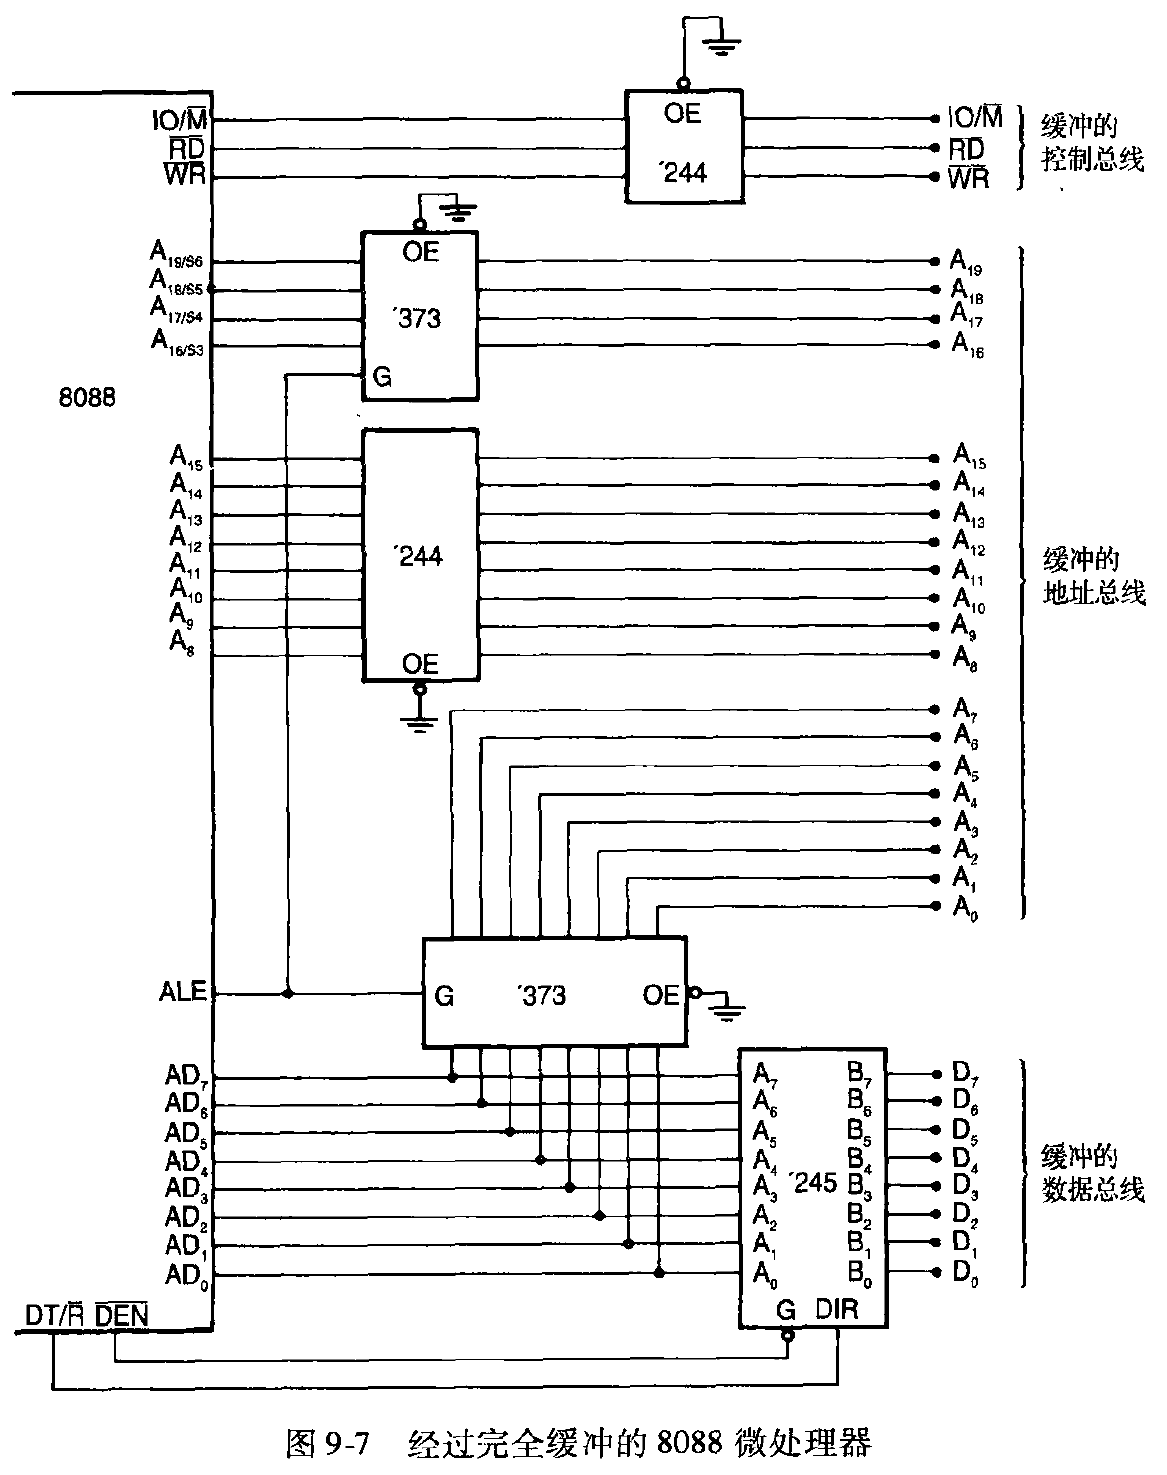 IO/M̅ OE IO/M̅ 缓冲的
R̅D̅ R̅D̅ 控制总线
W̅R̅ '244 W̅R̅
A19/S6 OE A19
A18/S5 A18
A17/S4 '373 A17
A16/S3 A16
G
8088
A15 A15
A14 A14
A13 A13
A12 '244 A12 缓冲的
A11 A11 地址总线
A10 A10
A9 A9
A8 OE A8
A7
A6
A5
A4
A3
A2
A1
A0
ALE G '373 OE
AD7 A7 B7 D7
AD6 A6 B6 D6
AD5 A5 B5 D5
AD4 A4 B4 D4 缓冲的
AD3 A3 '245 B3 D3 数据总线
AD2 A2 B2 D2
AD1 A1 B1 D1
AD0 A0 B0 D0
DT/R̅ D̅E̅N̅ G DIR
图 9-7 经过完全缓冲的 8088 微处理器